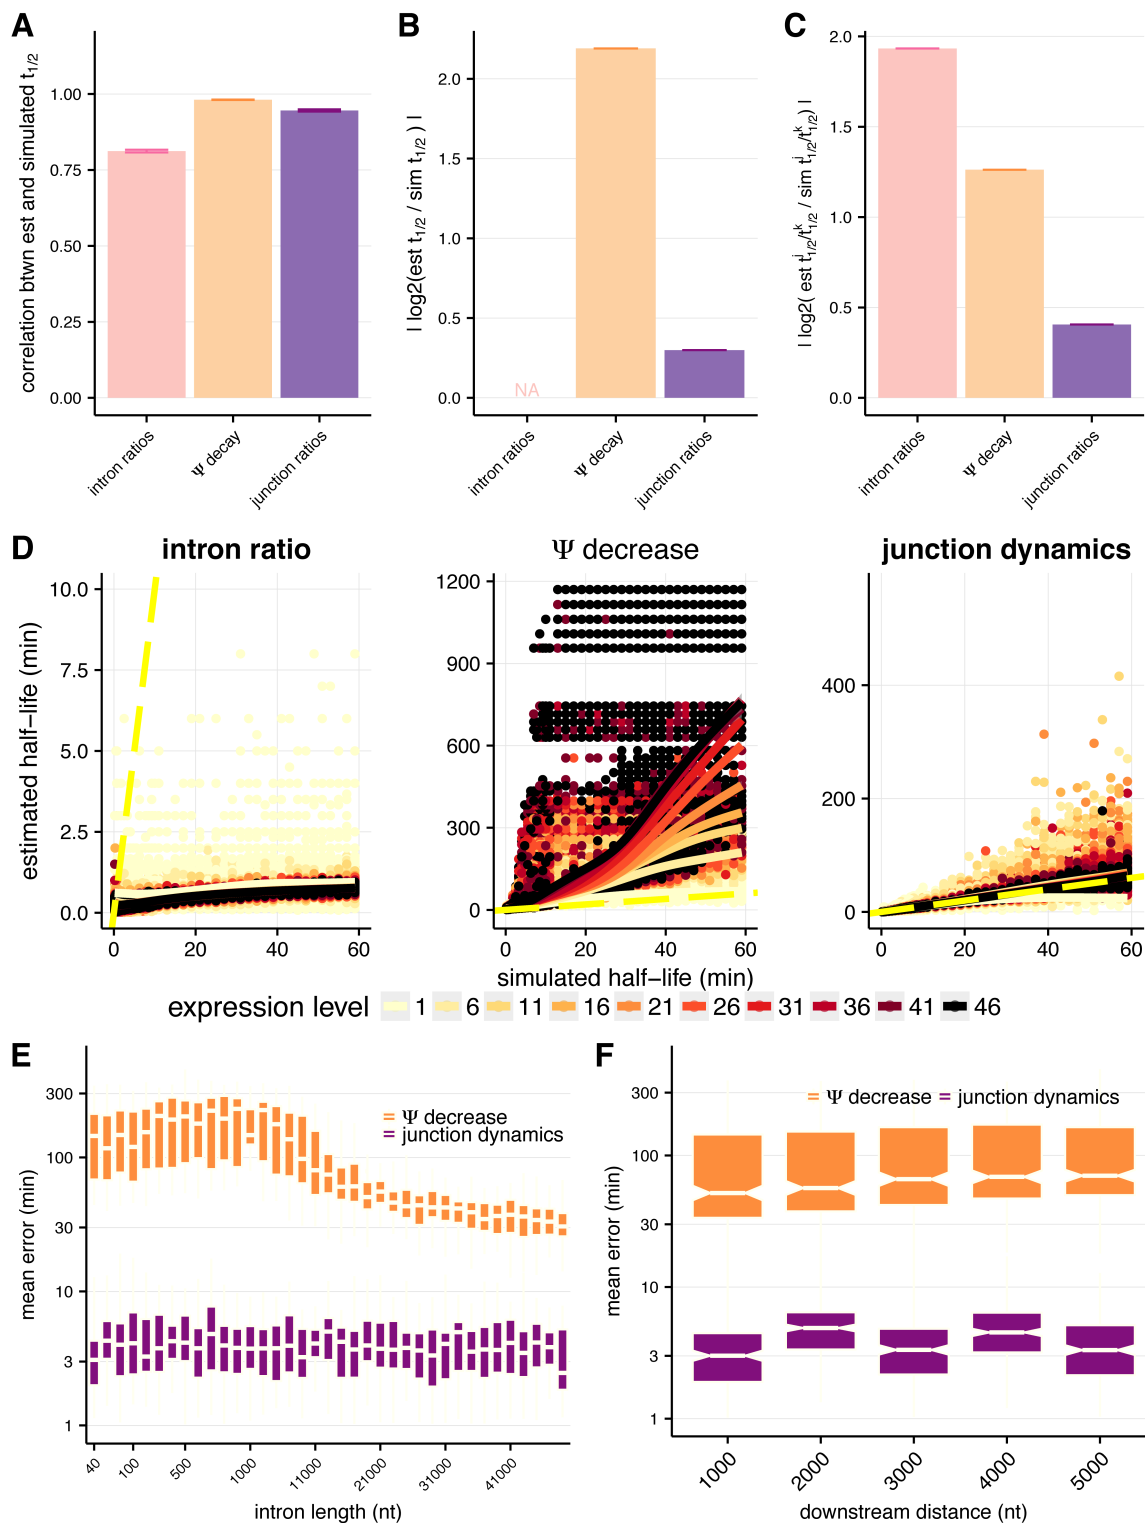 A
B
C
correlation btwn est and simulated t1/2
1.00
0.75
0.50
0.25
0.00
intron ratios
Ψ decay
junction ratios
| log2(est t1/2 / sim t1/2 ) |
2.0
1.5
1.0
0.5
0.0
NA
intron ratios
Ψ decay
junction ratios
| log2( est t^j1/2/t^k1/2 / sim t^j1/2/t^k1/2) |
2.0
1.5
1.0
0.5
0.0
intron ratios
Ψ decay
junction ratios
D
intron ratio
Ψ decrease
junction dynamics
estimated half−life (min)
10.0
7.5
5.0
2.5
0.0
0 20 40 60
1200
900
600
300
0
0 20 40 60
400
200
0
0 20 40 60
simulated half−life (min)
expression level 1 6 11 16 21 26 31 36 41 46
E
mean error (min)
300
100
30
10
3
1
Ψ decrease
junction dynamics
40 100 500 1000 11000 21000 31000 41000
intron length (nt)
F
mean error (min)
300
100
30
10
3
1
Ψ decrease junction dynamics
1000 2000 3000 4000 5000
downstream distance (nt)